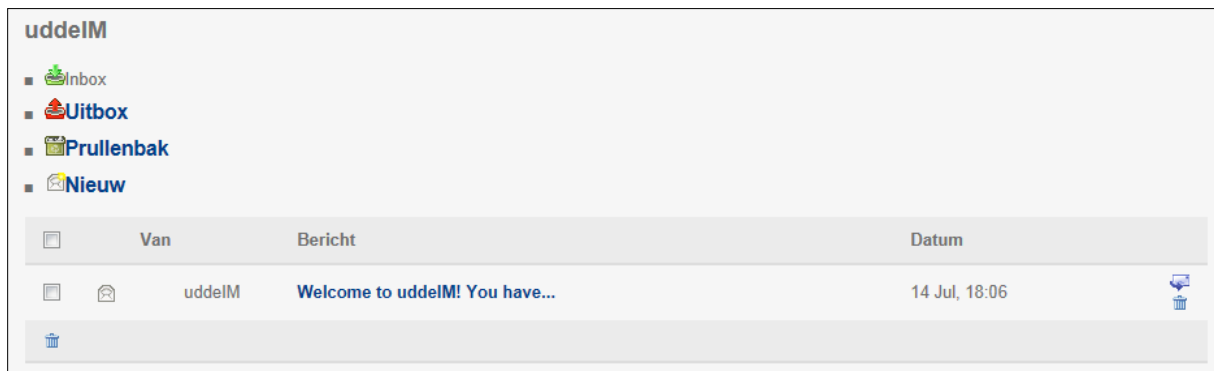 uddeIM
Inbox
Uitbox
Prullenbak
Nieuw
Van Bericht Datum
uddeIM Welcome to uddeIM! You have... 14 Jul, 18:06